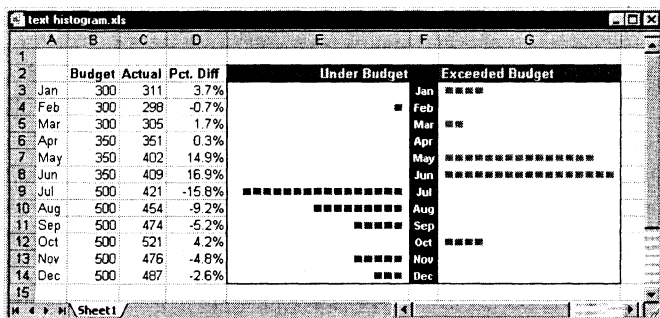 text histogram.xls
A B C D E F G
1
2 Budget Actual Pct. Diff Under Budget Exceeded Budget
3 Jan 300 311 3.7% Jan
4 Feb 300 298 -0.7% Feb
5 Mar 300 305 1.7% Mar
6 Apr 350 351 0.3% Apr
7 May 350 402 14.9% May
8 Jun 350 409 16.9% Jun
9 Jul 500 421 -15.8% Jul
10 Aug 500 454 -9.2% Aug
11 Sep 500 474 -5.2% Sep
12 Oct 500 521 4.2% Oct
13 Nov 500 476 -4.8% Nov
14 Dec 500 487 -2.6% Dec
15
Sheet1